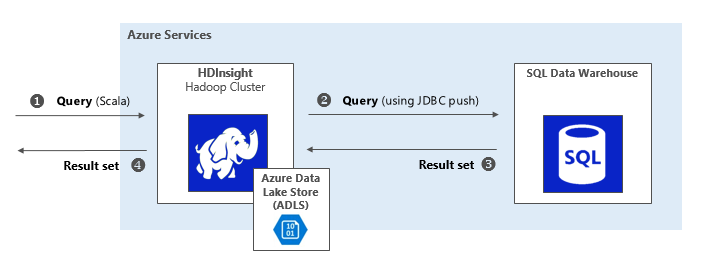 Azure Services
HDInsight
Hadoop Cluster
SQL Data Warehouse
1 Query (Scala)
2 Query (using JDBC push)
SQL
Result set 4
Result set 3
Azure Data
Lake Store
(ADLS)
10
01